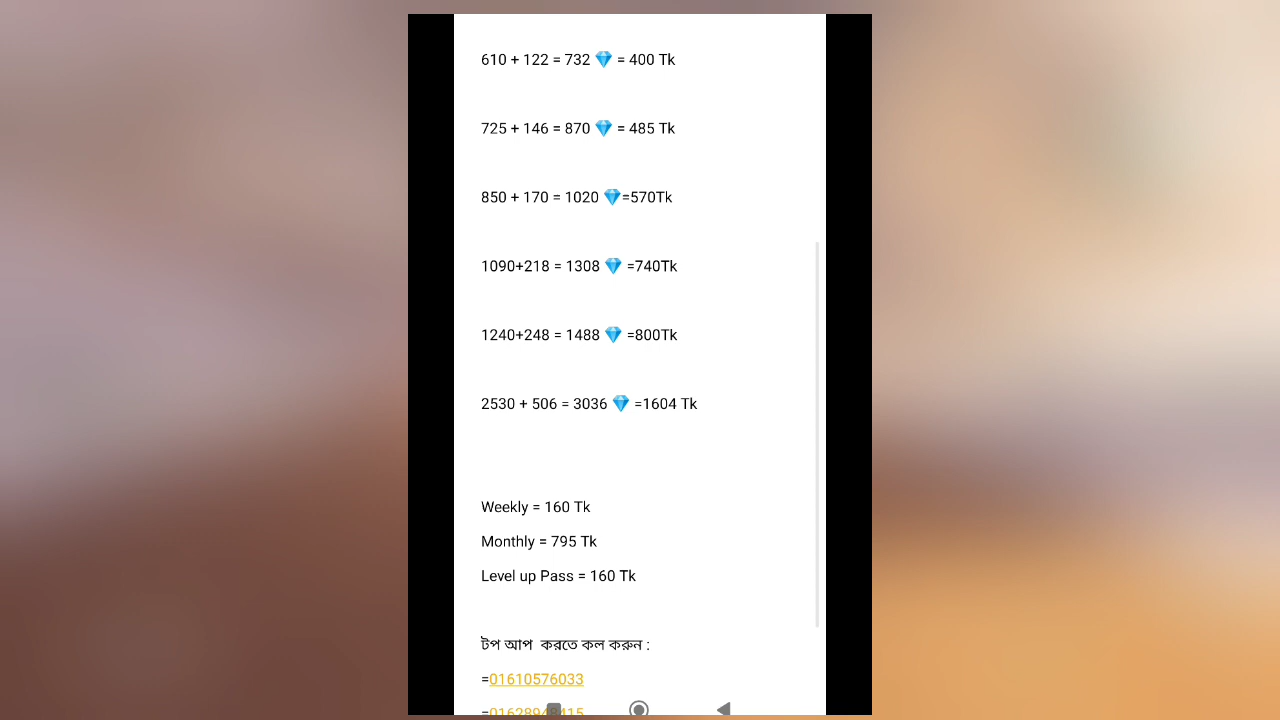 610 + 122 = 732 💎 = 400 Tk
725 + 146 = 870 💎 = 485 Tk
850 + 170 = 1020 💎=570Tk
1090+218 = 1308 💎 =740Tk
1240+248 = 1488 💎 =800Tk
2530 + 506 = 3036 💎 =1604 Tk
Weekly = 160 Tk
Monthly = 795 Tk
Level up Pass = 160 Tk
টপ আপ  করতে কল করুন :
=01610576033